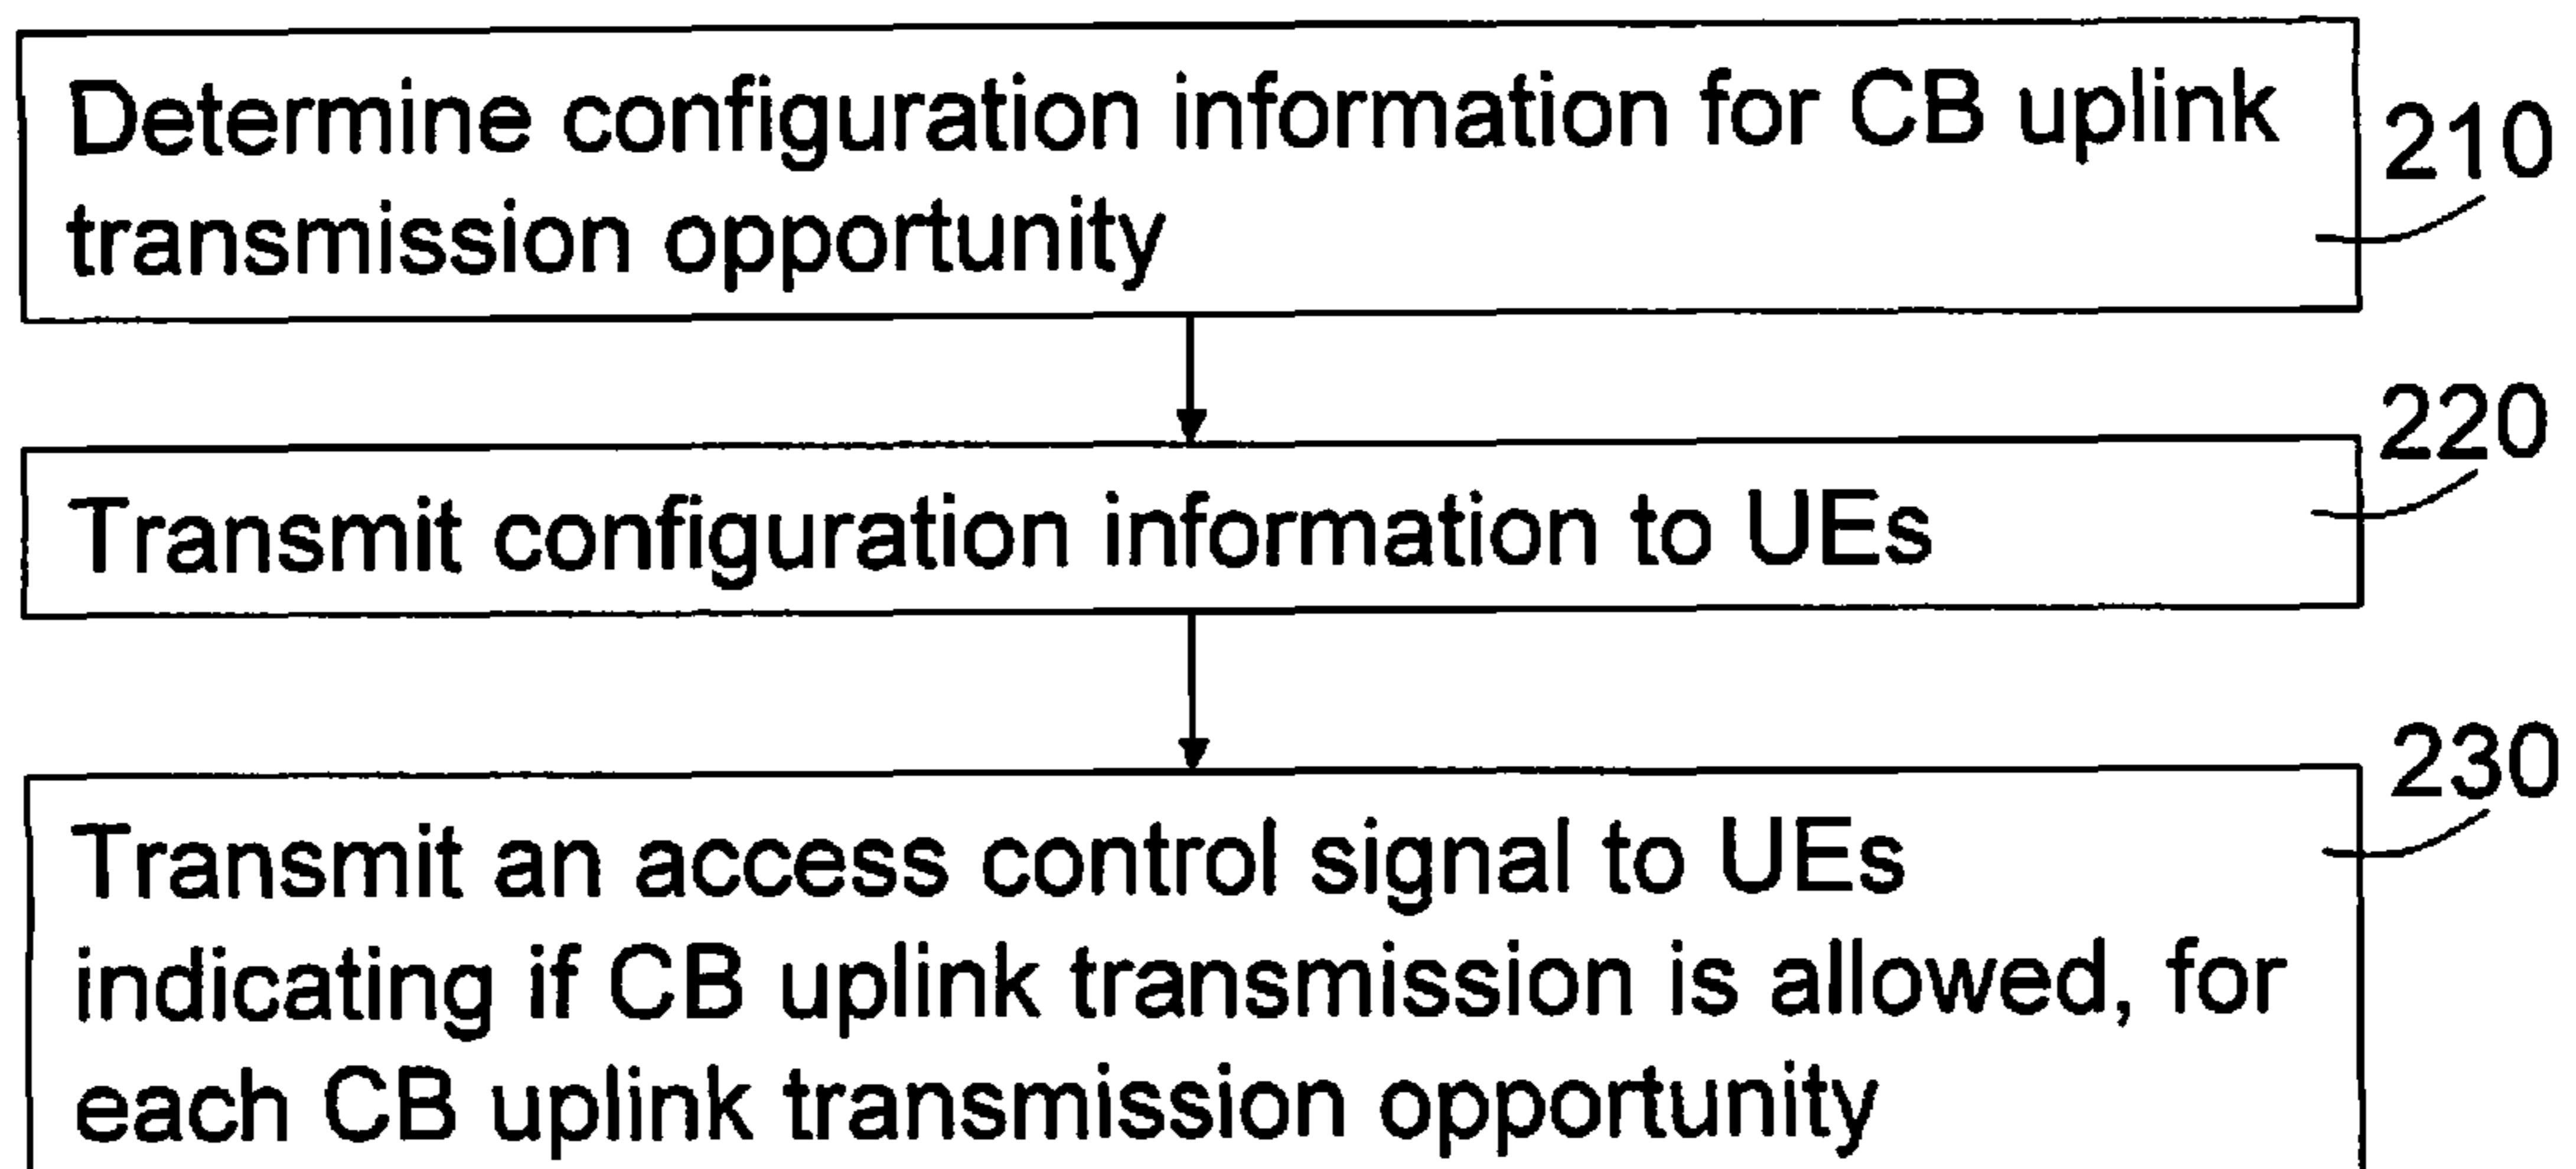 Determine configuration information for CB uplink
transmission opportunity
210
Transmit configuration information to UEs
220
Transmit an access control signal to UEs
indicating if CB uplink transmission is allowed, for
each CB uplink transmission opportunity
230